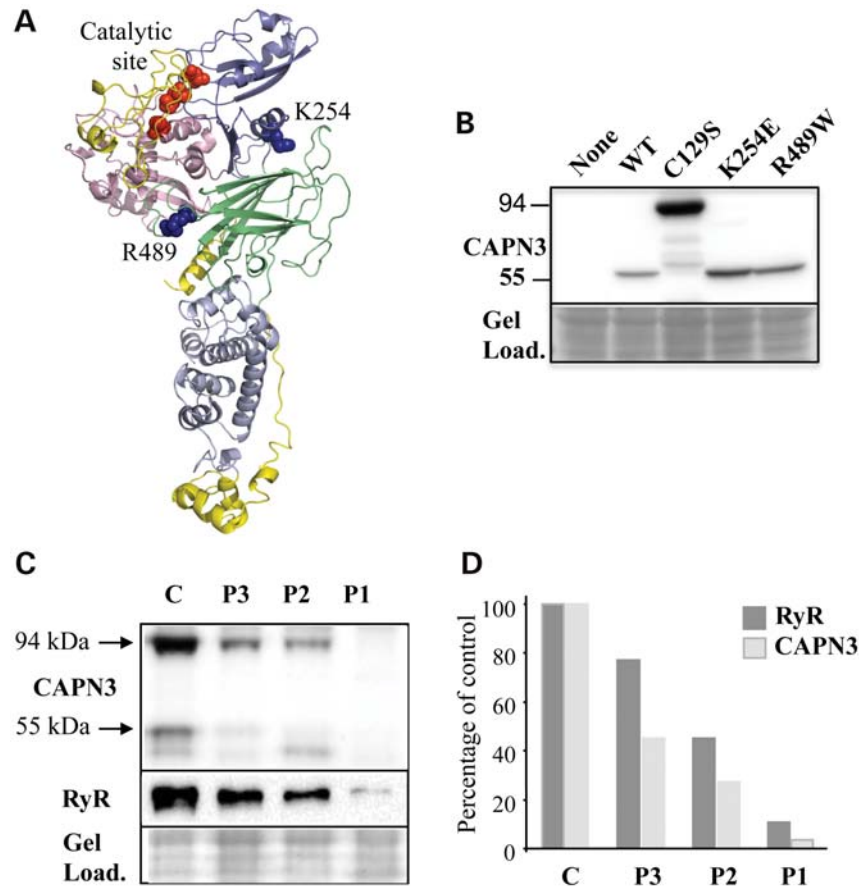 A
Catalytic
site
K254
R489
B
None
WT
C129S
K254E
R489W
94
CAPN3
55
Gel
Load.
C
C P3 P2 P1
94 kDa
CAPN3
55 kDa
RyR
Gel
Load.
D
Percentage of control
100
80
60
40
20
0
RyR
CAPN3
C P3 P2 P1